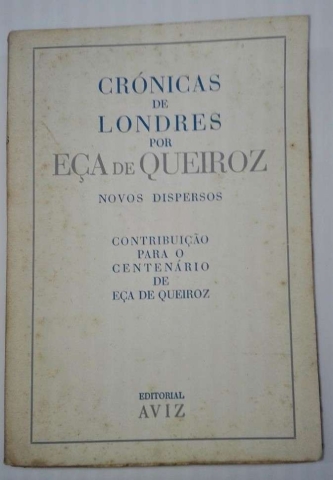 CRÓNICAS
DE
LONDRES
POR
EÇA DE QUEIROZ
NOVOS DISPERSOS
CONTRIBUIÇÃO
PARA O
CENTENÁRIO
DE
EÇA DE QUEIROZ
EDITORIAL
AVIZ